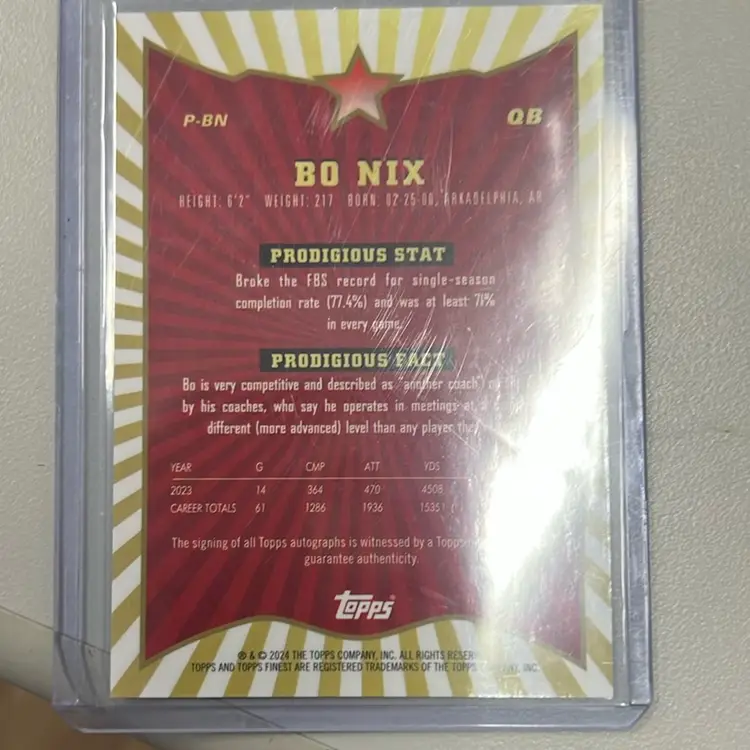 P-BN
QB
BO NIX
HEIGHT: 6'2" WEIGHT: 217 BORN: 02-25-00, ARKADELPHIA, AR
PRODIGIOUS STAT
Broke the FBS record for single-season
completion rate (77.4%) and was at least 71%
in every game.
PRODIGIOUS FACT
Bo is very competitive and described as "another coach"
by his coaches, who say he operates in meetings at a
different (more advanced) level than any player
YEAR G CMP ATT YDS
2023 14 364 470 4508
CAREER TOTALS 61 1286 1936 15351
The signing of all Topps autographs is witnessed by a Topps
guarantee authenticity.
TOPPS
℗ & © 2024 THE TOPPS COMPANY, INC. ALL RIGHTS
TOPPS AND TOPPS FINEST ARE REGISTERED TRADEMARKS OF THE TOPPS INC.